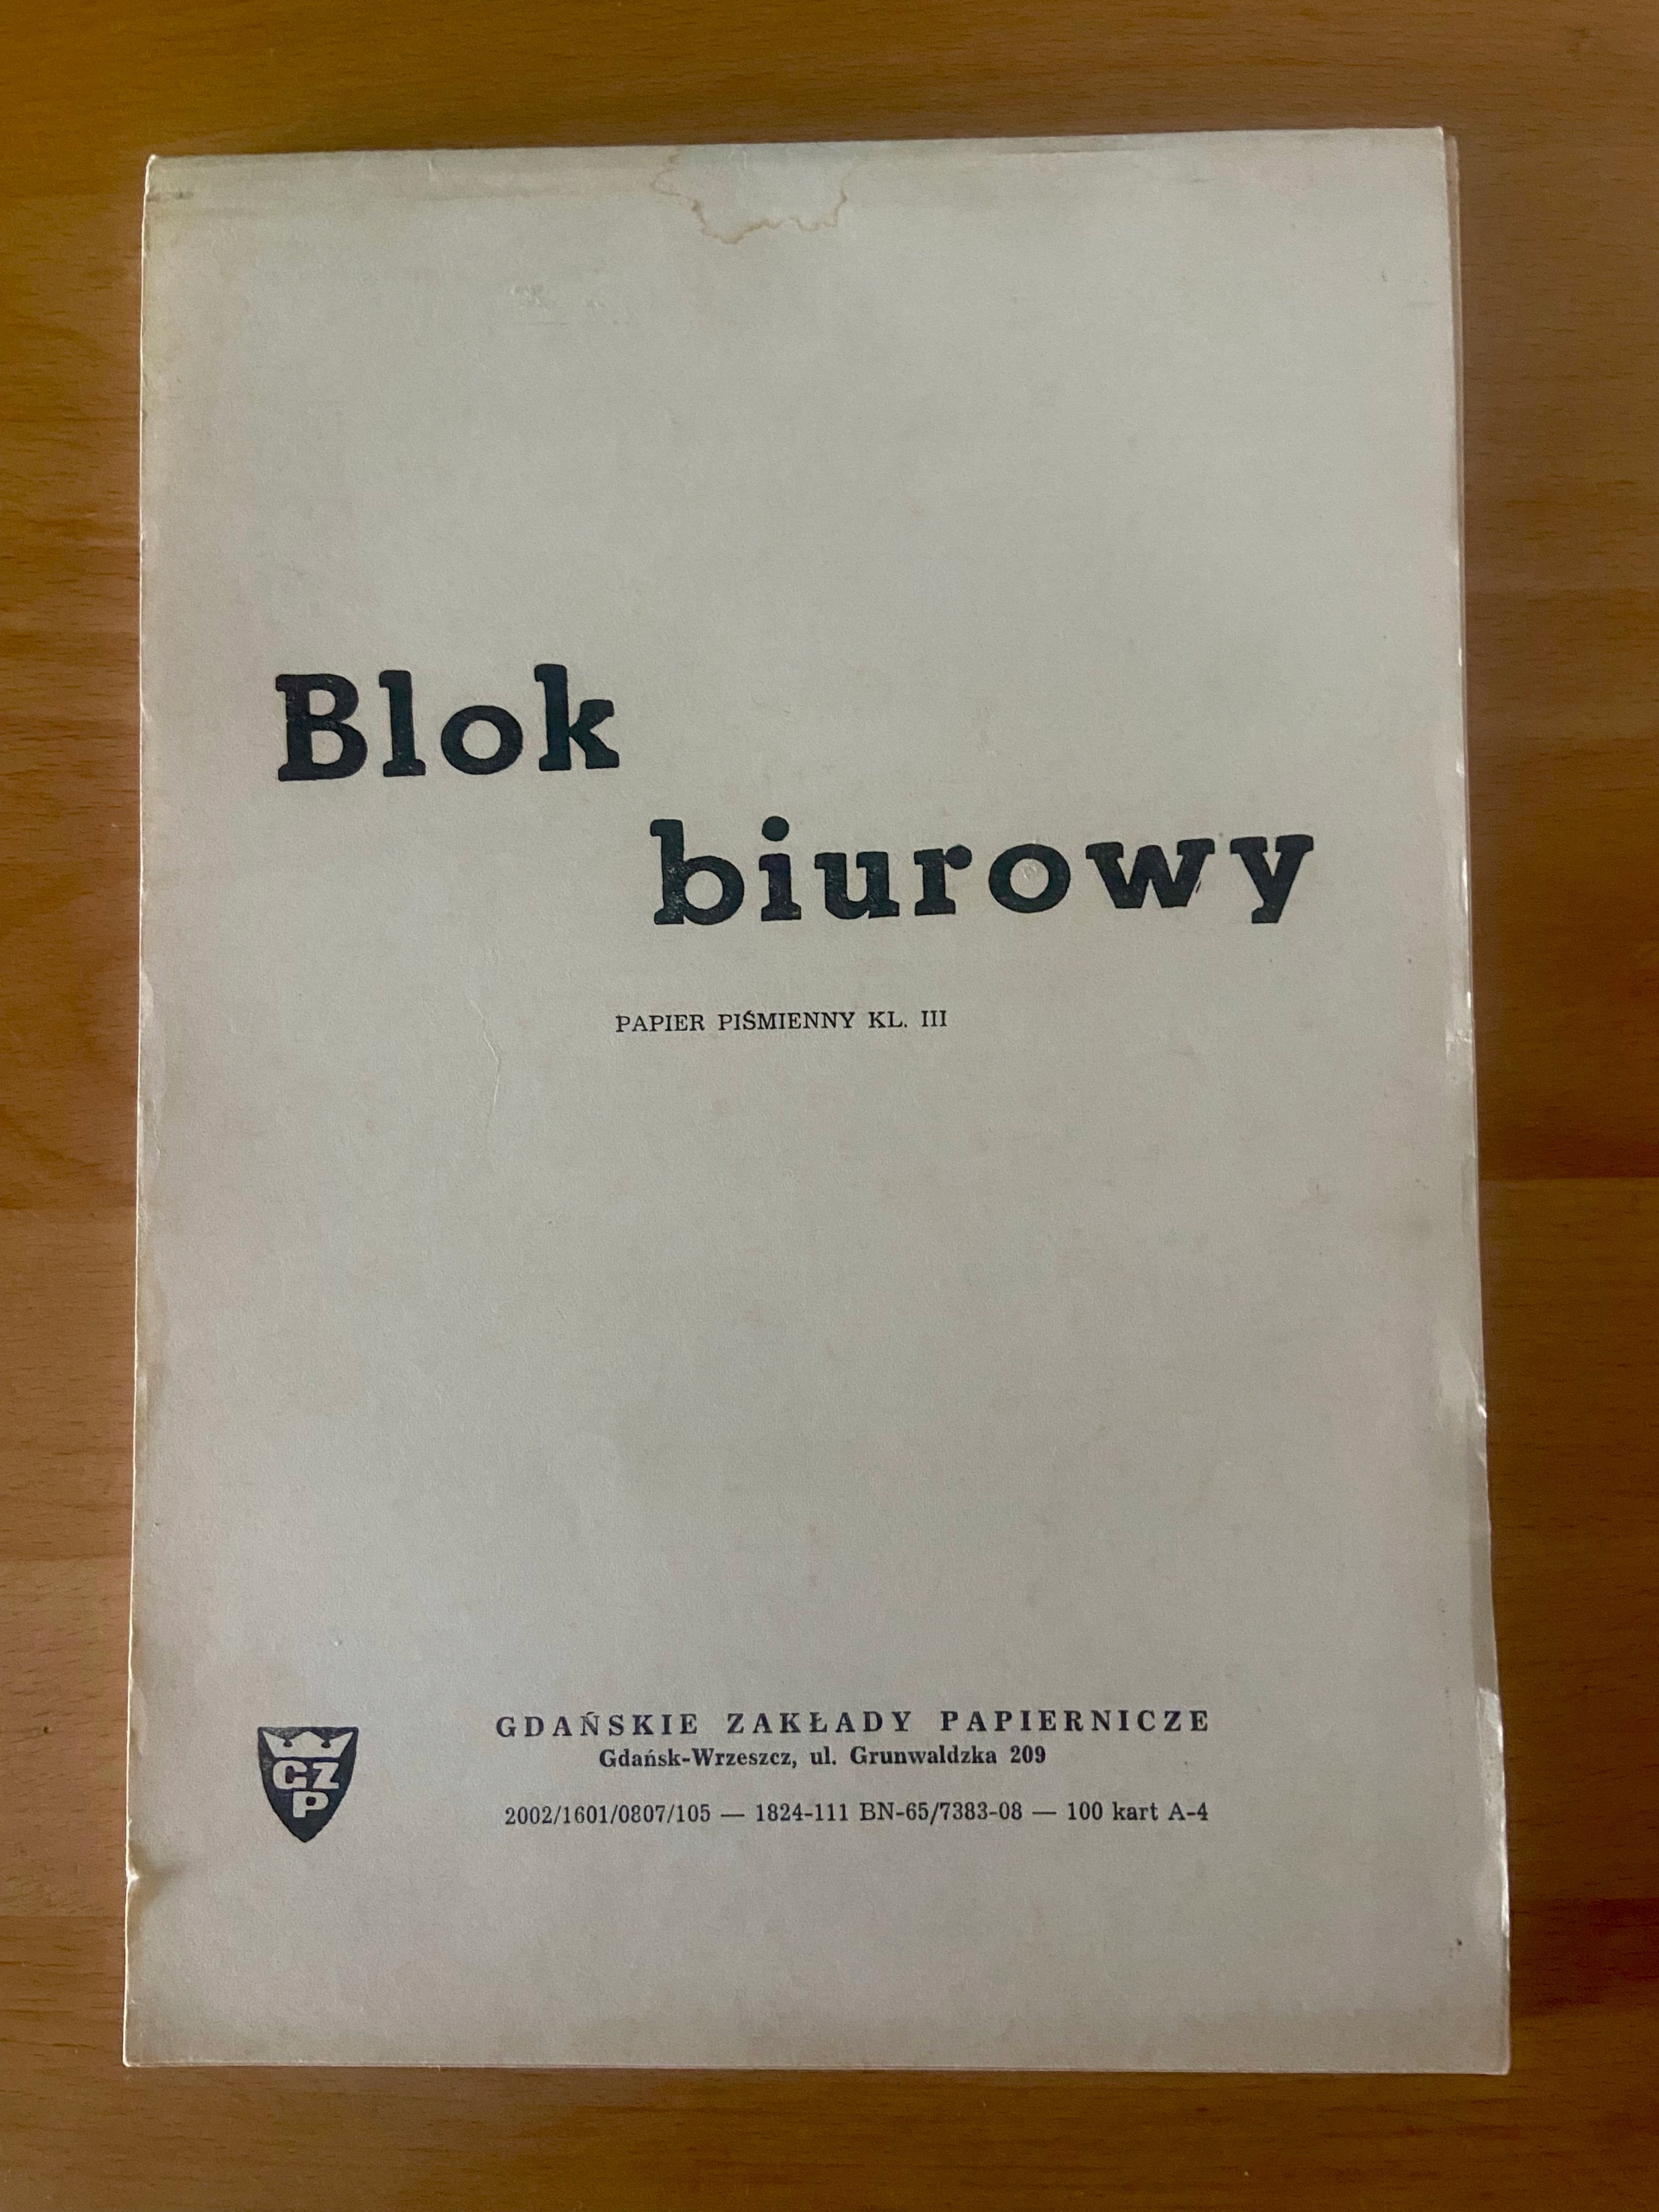 Blok
biurowy
PAPIER PIŚMIENNY KL. III
GDAŃSKIE ZAKŁADY PAPIERNICZE
Gdańsk-Wrzeszcz, ul. Grunwaldzka 209
CZ
P
2002/1601/0807/105 — 1824-111 BN-65/7383-08 — 100 kart A-4